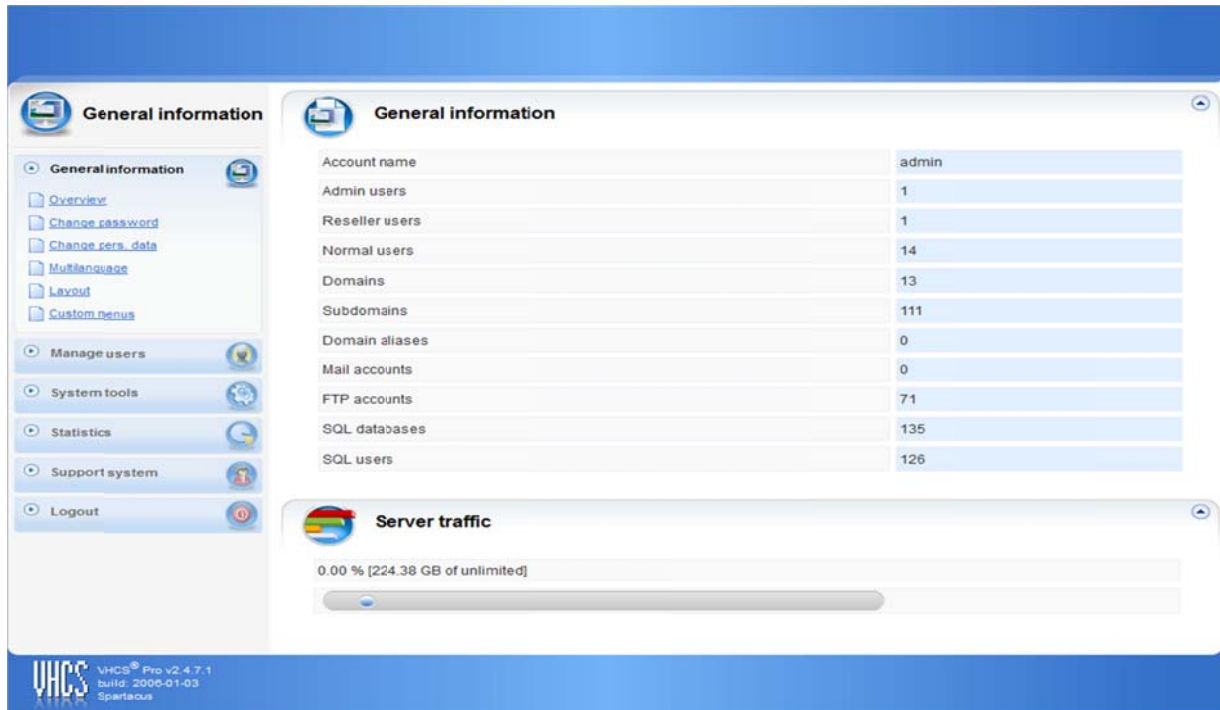 General information
General information
Overview
Change password
Change pers. data
Multilanguage
Layout
Custom menus
Manage users
System tools
Statistics
Support system
Logout
General information
Account name admin
Admin users 1
Reseller users 1
Normal users 14
Domains 13
Subdomains 111
Domain aliases 0
Mail accounts 0
FTP accounts 71
SQL databases 135
SQL users 126
Server traffic
0.00 % [224.38 GB of unlimited]
VHCS
VHCS® Pro v2.4.7.1
build: 2006-01-03
Spartacus